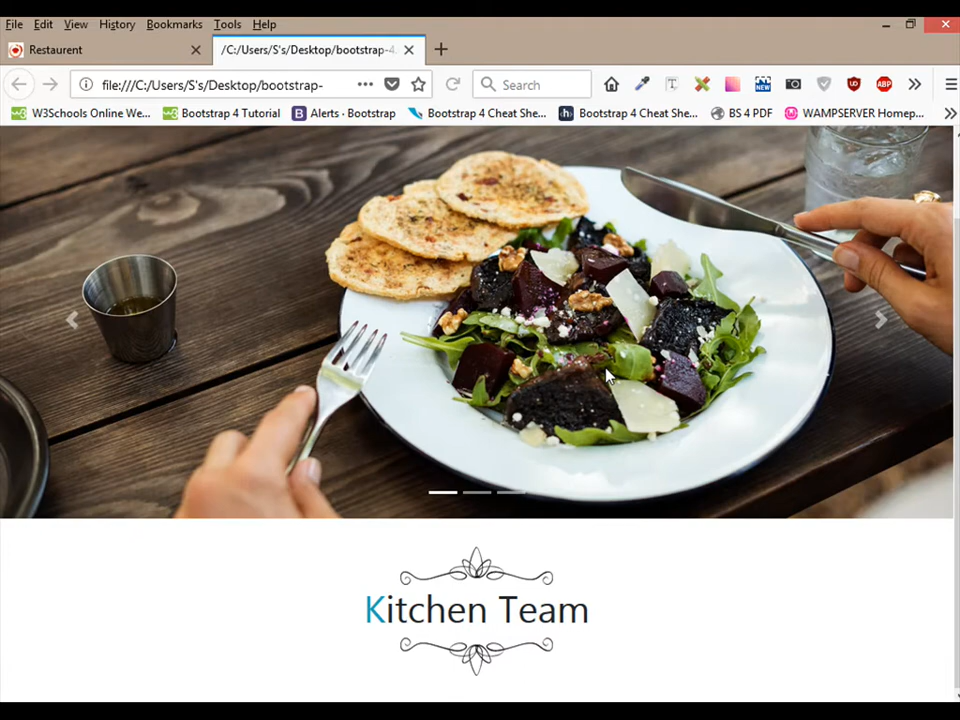 File Edit View History Bookmarks Tools Help
Restaurent
/C:/Users/S's/Desktop/bootstrap-4.
file:///C:/Users/S's/Desktop/bootstrap-
Search
NEW
ABP
W3Schools Online We...
Bootstrap 4 Tutorial
Alerts · Bootstrap
Bootstrap 4 Cheat She...
Bootstrap 4 Cheat She...
BS 4 PDF
WAMPSERVER Homep...
Kitchen Team